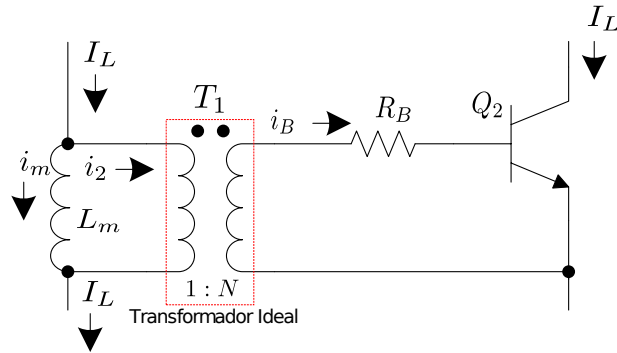 I_L
I_L
T_1
i_B
R_B
Q_2
i_m
i_2
L_m
I_L
1 : N
Transformador Ideal